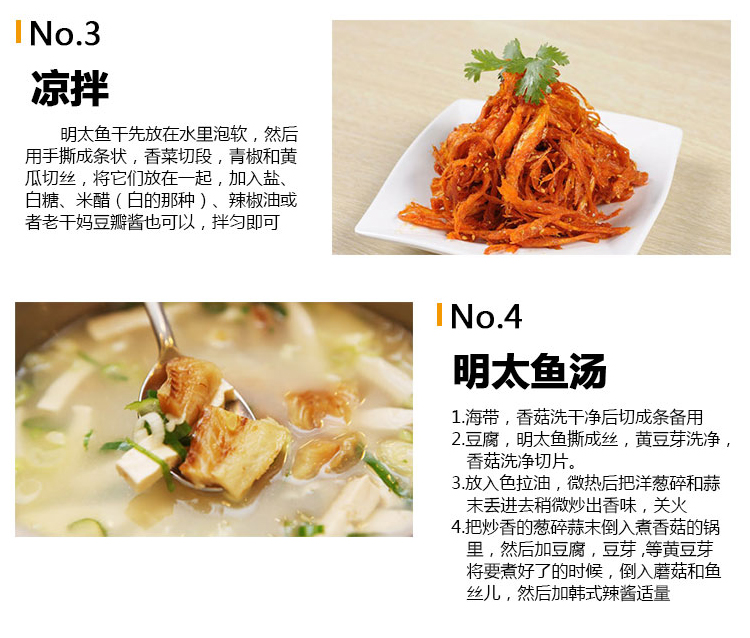 No.3
凉拌
明太鱼干先放在水里泡软，然后
用手撕成条状，香菜切段，青椒和黄
瓜切丝，将它们放在一起，加入盐、
白糖、米醋（白的那种）、辣椒油或
者老干妈豆瓣酱也可以，拌匀即可
No.4
明太鱼汤
1.海带，香菇洗干净后切成条备用
2.豆腐，明太鱼撕成丝，黄豆芽洗净，
香菇洗净切片。
3.放入色拉油，微热后把洋葱碎和蒜
末丢进去稍微炒出香味，关火
4.把炒香的葱碎蒜末倒入煮香菇的锅
里，然后加豆腐，豆芽,等黄豆芽
将要煮好了的时候，倒入蘑菇和鱼
丝儿，然后加韩式辣酱适量